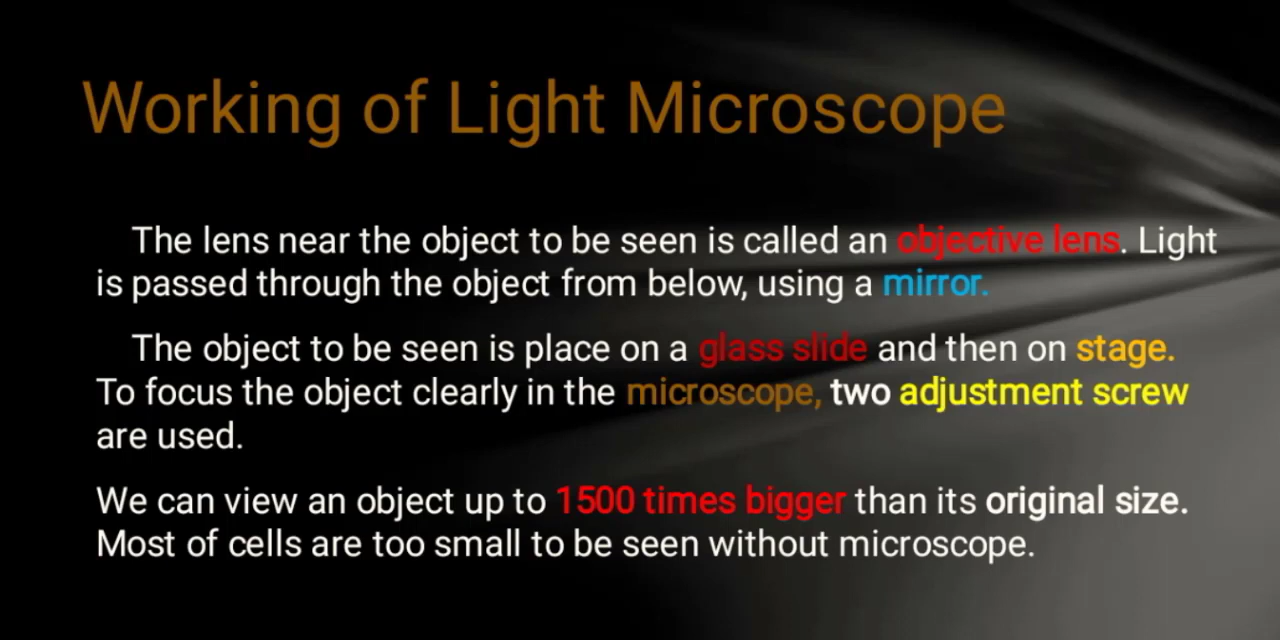 Working of Light Microscope
The lens near the object to be seen is called an objective lens. Light
is passed through the object from below, using a mirror.
The object to be seen is place on a glass slide and then on stage.
To focus the object clearly in the microscope, two adjustment screw
are used.
We can view an object up to 1500 times bigger than its original size.
Most of cells are too small to be seen without microscope.